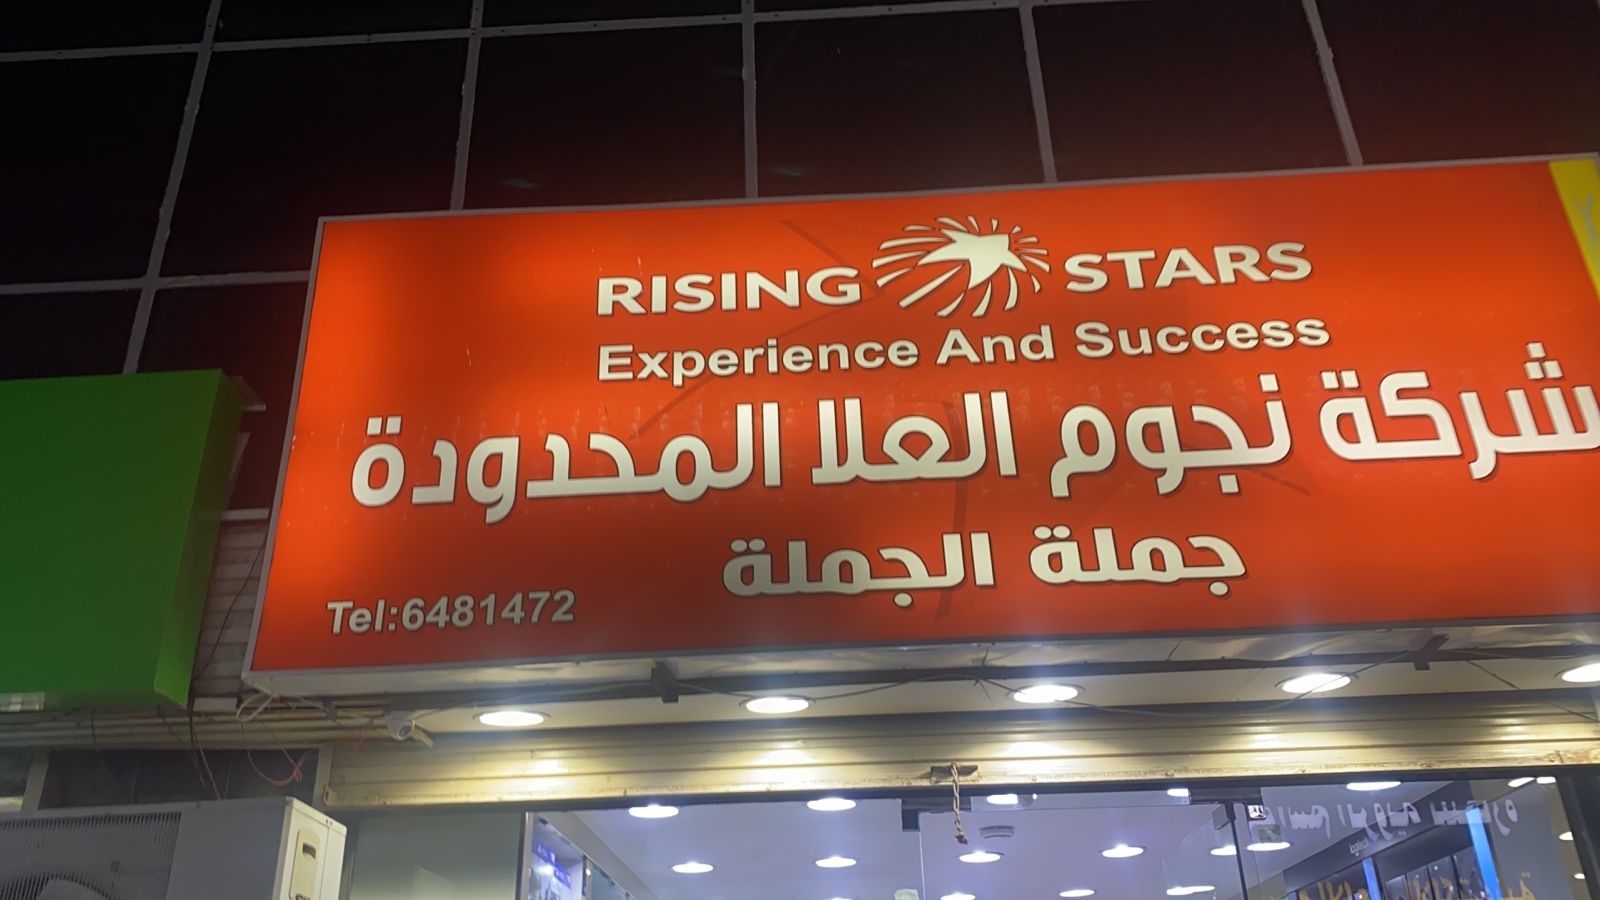 RISING STARS
Experience And Success
شركة نجوم العلا المحدودة
جملة الجملة
Tel:6481472